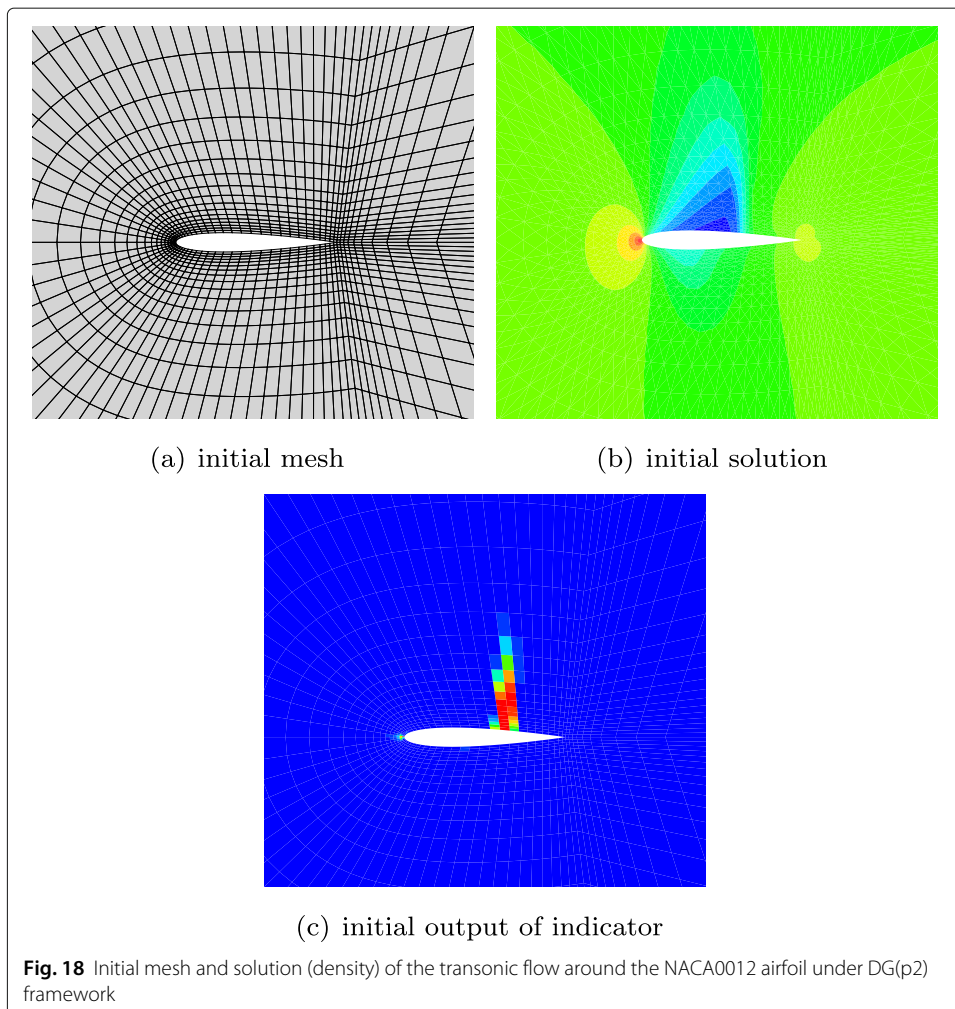 (a) initial mesh
(b) initial solution
(c) initial output of indicator
Fig. 18 Initial mesh and solution (density) of the transonic flow around the NACA0012 airfoil under DG(p2)
framework